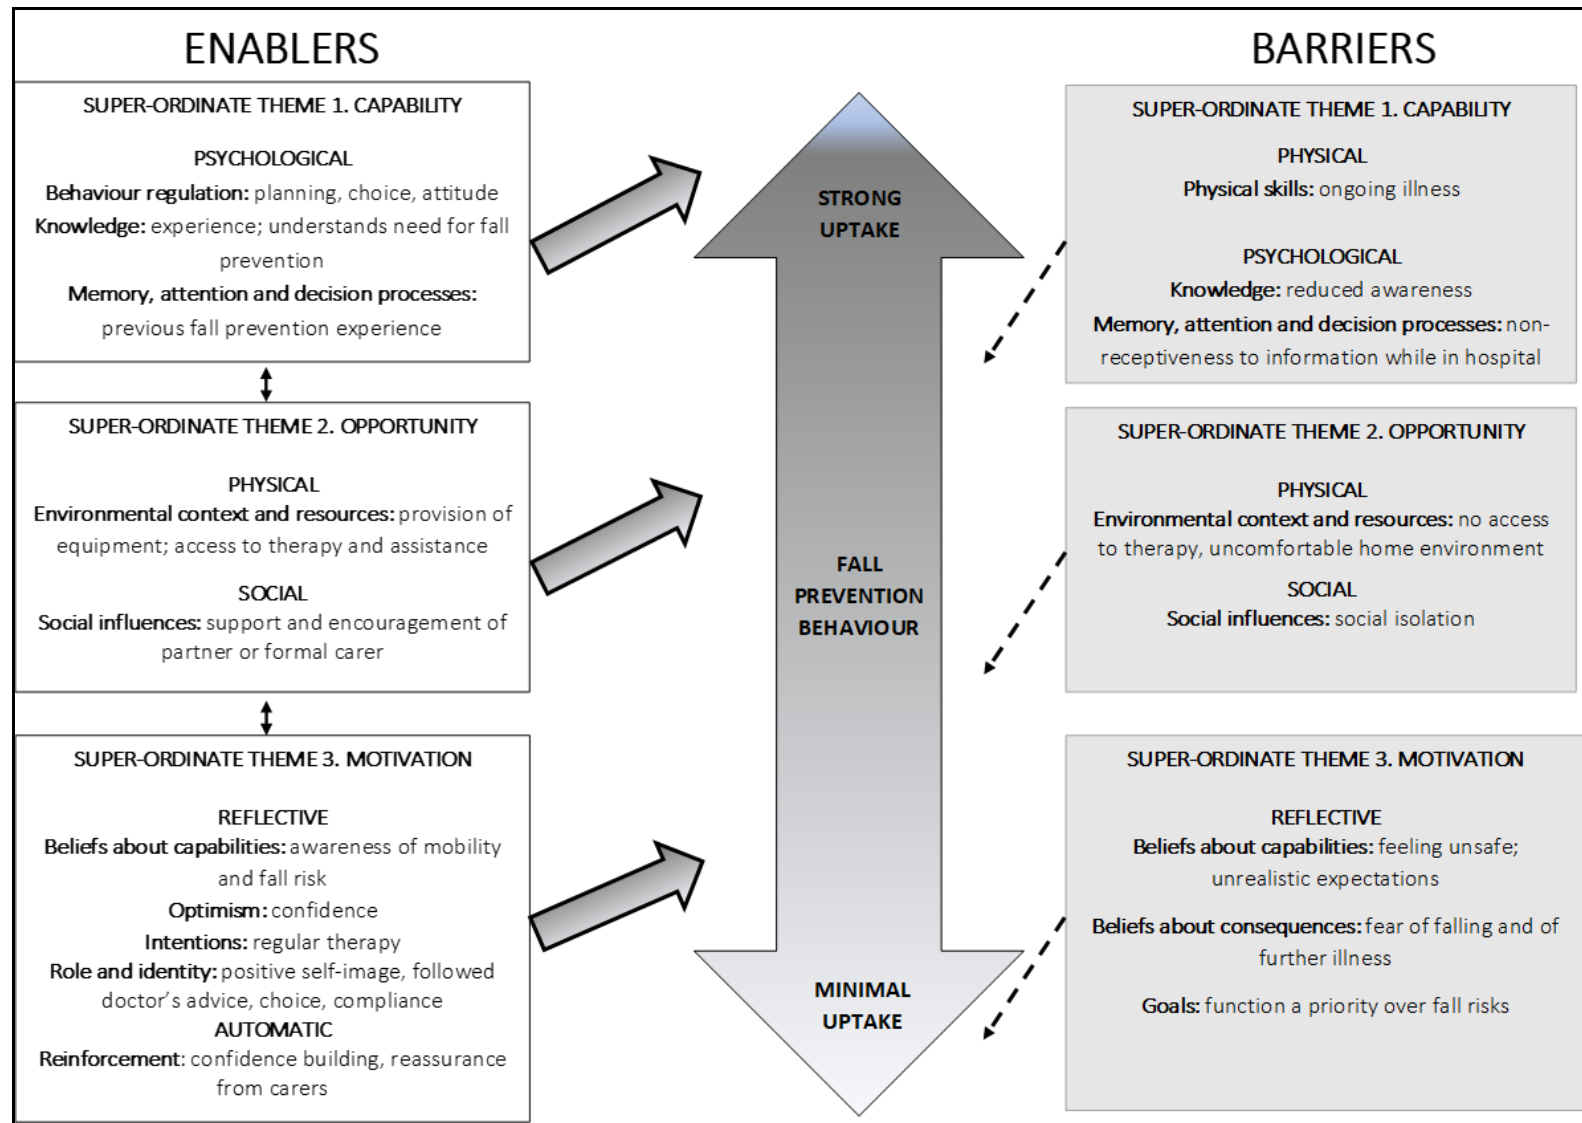 ENABLERS
SUPER-ORDINATE THEME 1. CAPABILITY
PSYCHOLOGICAL
Behaviour regulation: planning, choice, attitude
Knowledge: experience; understands need for fall
prevention
Memory, attention and decision processes:
previous fall prevention experience
SUPER-ORDINATE THEME 2. OPPORTUNITY
PHYSICAL
Environmental context and resources: provision of
equipment; access to therapy and assistance
SOCIAL
Social influences: support and encouragement of
partner or formal carer
SUPER-ORDINATE THEME 3. MOTIVATION
REFLECTIVE
Beliefs about capabilities: awareness of mobility
and fall risk
Optimism: confidence
Intentions: regular therapy
Role and identity: positive self-image, followed
doctor’s advice, choice, compliance
AUTOMATIC
Reinforcement: confidence building, reassurance
from carers
STRONG
UPTAKE
FALL
PREVENTION
BEHAVIOUR
MINIMAL
UPTAKE
BARRIERS
SUPER-ORDINATE THEME 1. CAPABILITY
PHYSICAL
Physical skills: ongoing illness
PSYCHOLOGICAL
Knowledge: reduced awareness
Memory, attention and decision processes: non-
receptiveness to information while in hospital
SUPER-ORDINATE THEME 2. OPPORTUNITY
PHYSICAL
Environmental context and resources: no access
to therapy, uncomfortable home environment
SOCIAL
Social influences: social isolation
SUPER-ORDINATE THEME 3. MOTIVATION
REFLECTIVE
Beliefs about capabilities: feeling unsafe;
unrealistic expectations
Beliefs about consequences: fear of falling and of
further illness
Goals: function a priority over fall risks